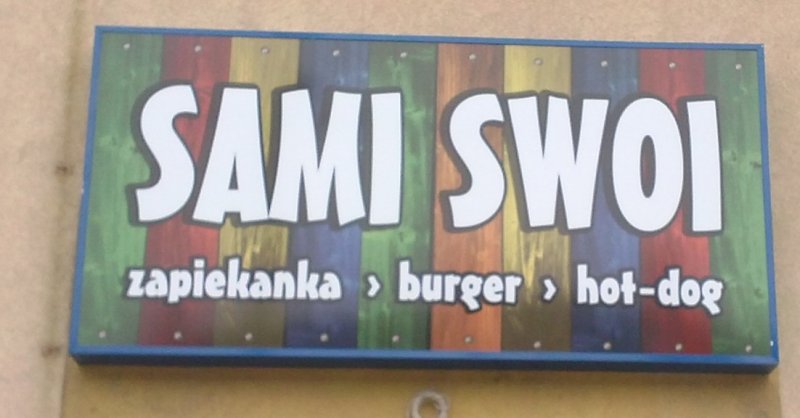 SAMI SWOI
zapiekanka › burger › hot-dog